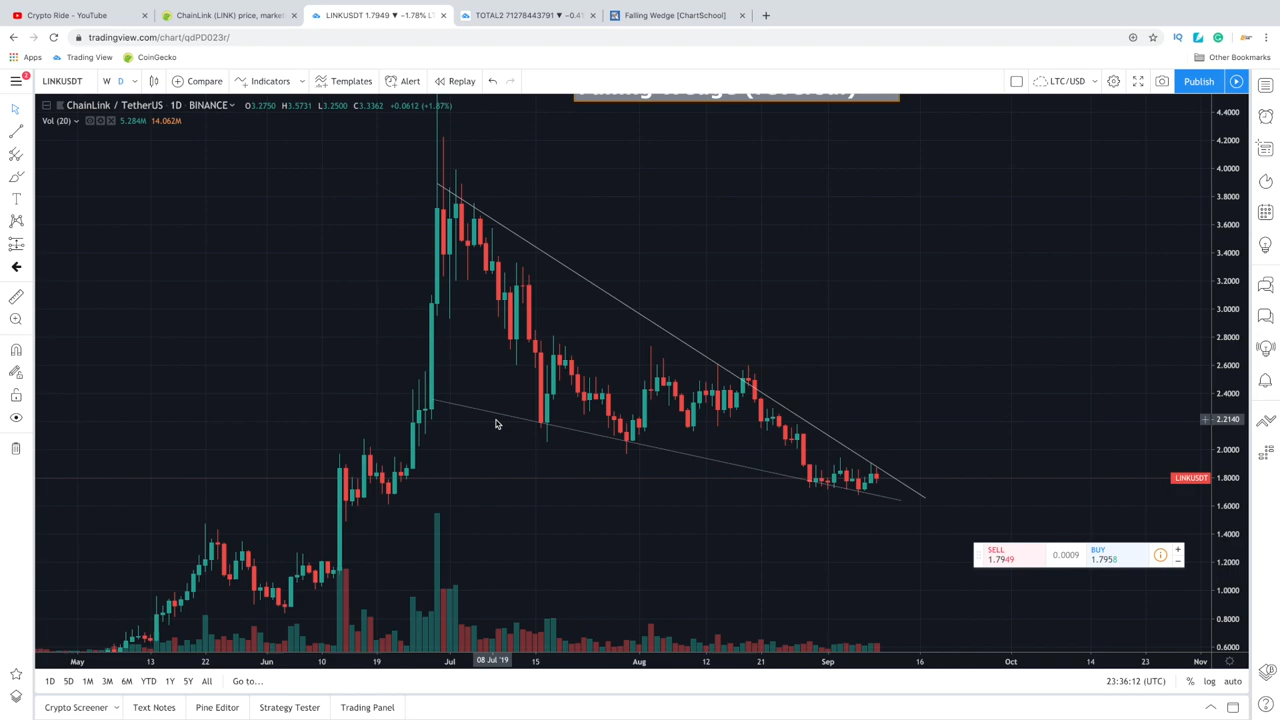 Crypto Ride - YouTube
ChainLink (LINK) price, market
LINKUSDT 1.7949 ▼ −1.78% L
TOTAL2 71278443791 ▼ −0.4
Falling Wedge [ChartSchool]
tradingview.com/chart/qdPD023r/
Apps Trading View CoinGecko Other Bookmarks
2
LINKUSDT W D Compare Indicators Templates Alert Replay LTC/USD Publish
ChainLink / TetherUS 1D BINANCE O3.2750 H3.5731 L3.2500 C3.3362 +0.0612 (+1.87%)
Vol (20) 5.284M 14.062M
4.4000
4.2000
4.0000
3.8000
3.6000
3.4000
3.2000
3.0000
2.8000
2.6000
2.4000
2.2140
2.0000
LINKUSDT 1.8000
1.6000
SELL 0.0009 BUY
1.7949 1.7958
1.2000
1.0000
0.8000
0.6000
May 13 22 Jun 10 19 Jul 08 Jul '19 15 Aug 12 21 Sep 16 Oct 14 23 Nov
1D 5D 1M 3M 6M YTD 1Y 5Y All Go to... 23:36:12 (UTC) % log auto
Crypto Screener Text Notes Pine Editor Strategy Tester Trading Panel